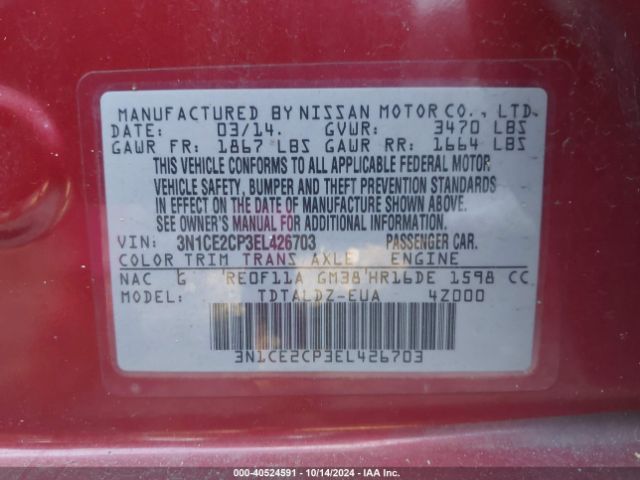 MANUFACTURED BY NISSAN MOTOR CO., LTD.
DATE: 03/14. GVWR: 3470 LBS
GAWR FR: 1867 LBS GAWR RR: 1664 LBS
THIS VEHICLE CONFORMS TO ALL APPLICABLE FEDERAL MOTOR
VEHICLE SAFETY, BUMPER AND THEFT PREVENTION STANDARDS
IN EFFECT ON THE DATE OF MANUFACTURE SHOWN ABOVE.
SEE OWNER'S MANUAL FOR ADDITIONAL INFORMATION.
VIN: 3N1CE2CP3EL426703 PASSENGER CAR.
COLOR TRIM TRANS AXLE ENGINE
NAC G RE0F11A GM38 HR16DE 1598 CC
MODEL: TDTALDZ-EUA 4Z000
3N1CE2CP3EL426703
000-40524591 - 10/14/2024 - IAA Inc.